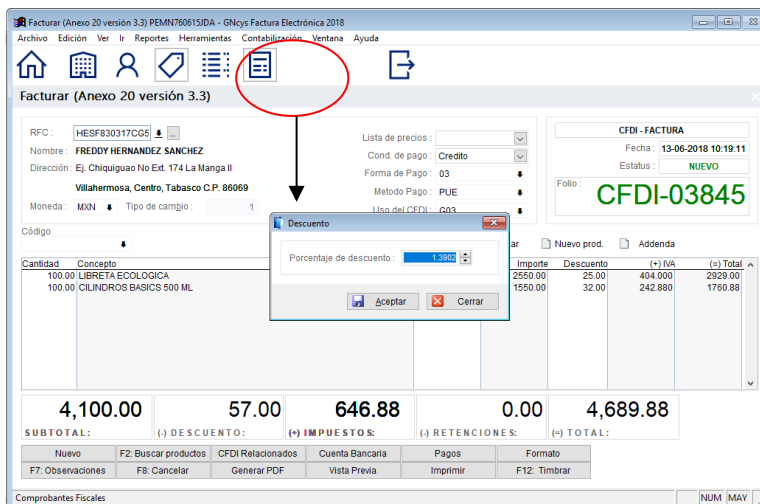 Facturar (Anexo 20 versión 3.3) PEMN760615JDA - GNcys Factura Electrónica 2018
Archivo Edición Ver Ir Reportes Herramientas Contabilización Ventana Ayuda
Facturar (Anexo 20 versión 3.3)
RFC: HESF830317CG5 ...
Nombre: FREDDY HERNANDEZ SANCHEZ
Dirección: Ej. Chiquiguao No Ext. 174 La Manga II
Villahermosa, Centro, Tabasco C.P. 86069
Moneda: MXN Tipo de cambio: 1
Lista de precios:
Cond. de pago: Credito
Forma de Pago: 03
Metodo Pago: PUE
Uso del CFDI: G03
CFDI - FACTURA
Fecha: 13-06-2018 10:19:11
Estatus: NUEVO
Folio: CFDI-03845
Código
Descuento
Porcentaje de descuento: 1.3902
Aceptar Cerrar
ar Nuevo prod. Addenda
Cantidad Concepto Importe Descuento (+) IVA (=) Total
100.00 LIBRETA ECOLOGICA 2550.00 25.00 404.000 2929.00
100.00 CILINDROS BASICS 500 ML 1550.00 32.00 242.880 1760.88
4,100.00 57.00 646.88 0.00 4,689.88
SUBTOTAL: (-) DESCUENTO: (+) IMPUESTOS: (-) RETENCIONES: (=) TOTAL:
Nuevo F2: Buscar productos CFDI Relacionados Cuenta Bancaria Pagos Formato
F7: Observaciones F8: Cancelar Generar PDF Vista Previa Imprimir F12: Timbrar
Comprobantes Fiscales NUM MAY